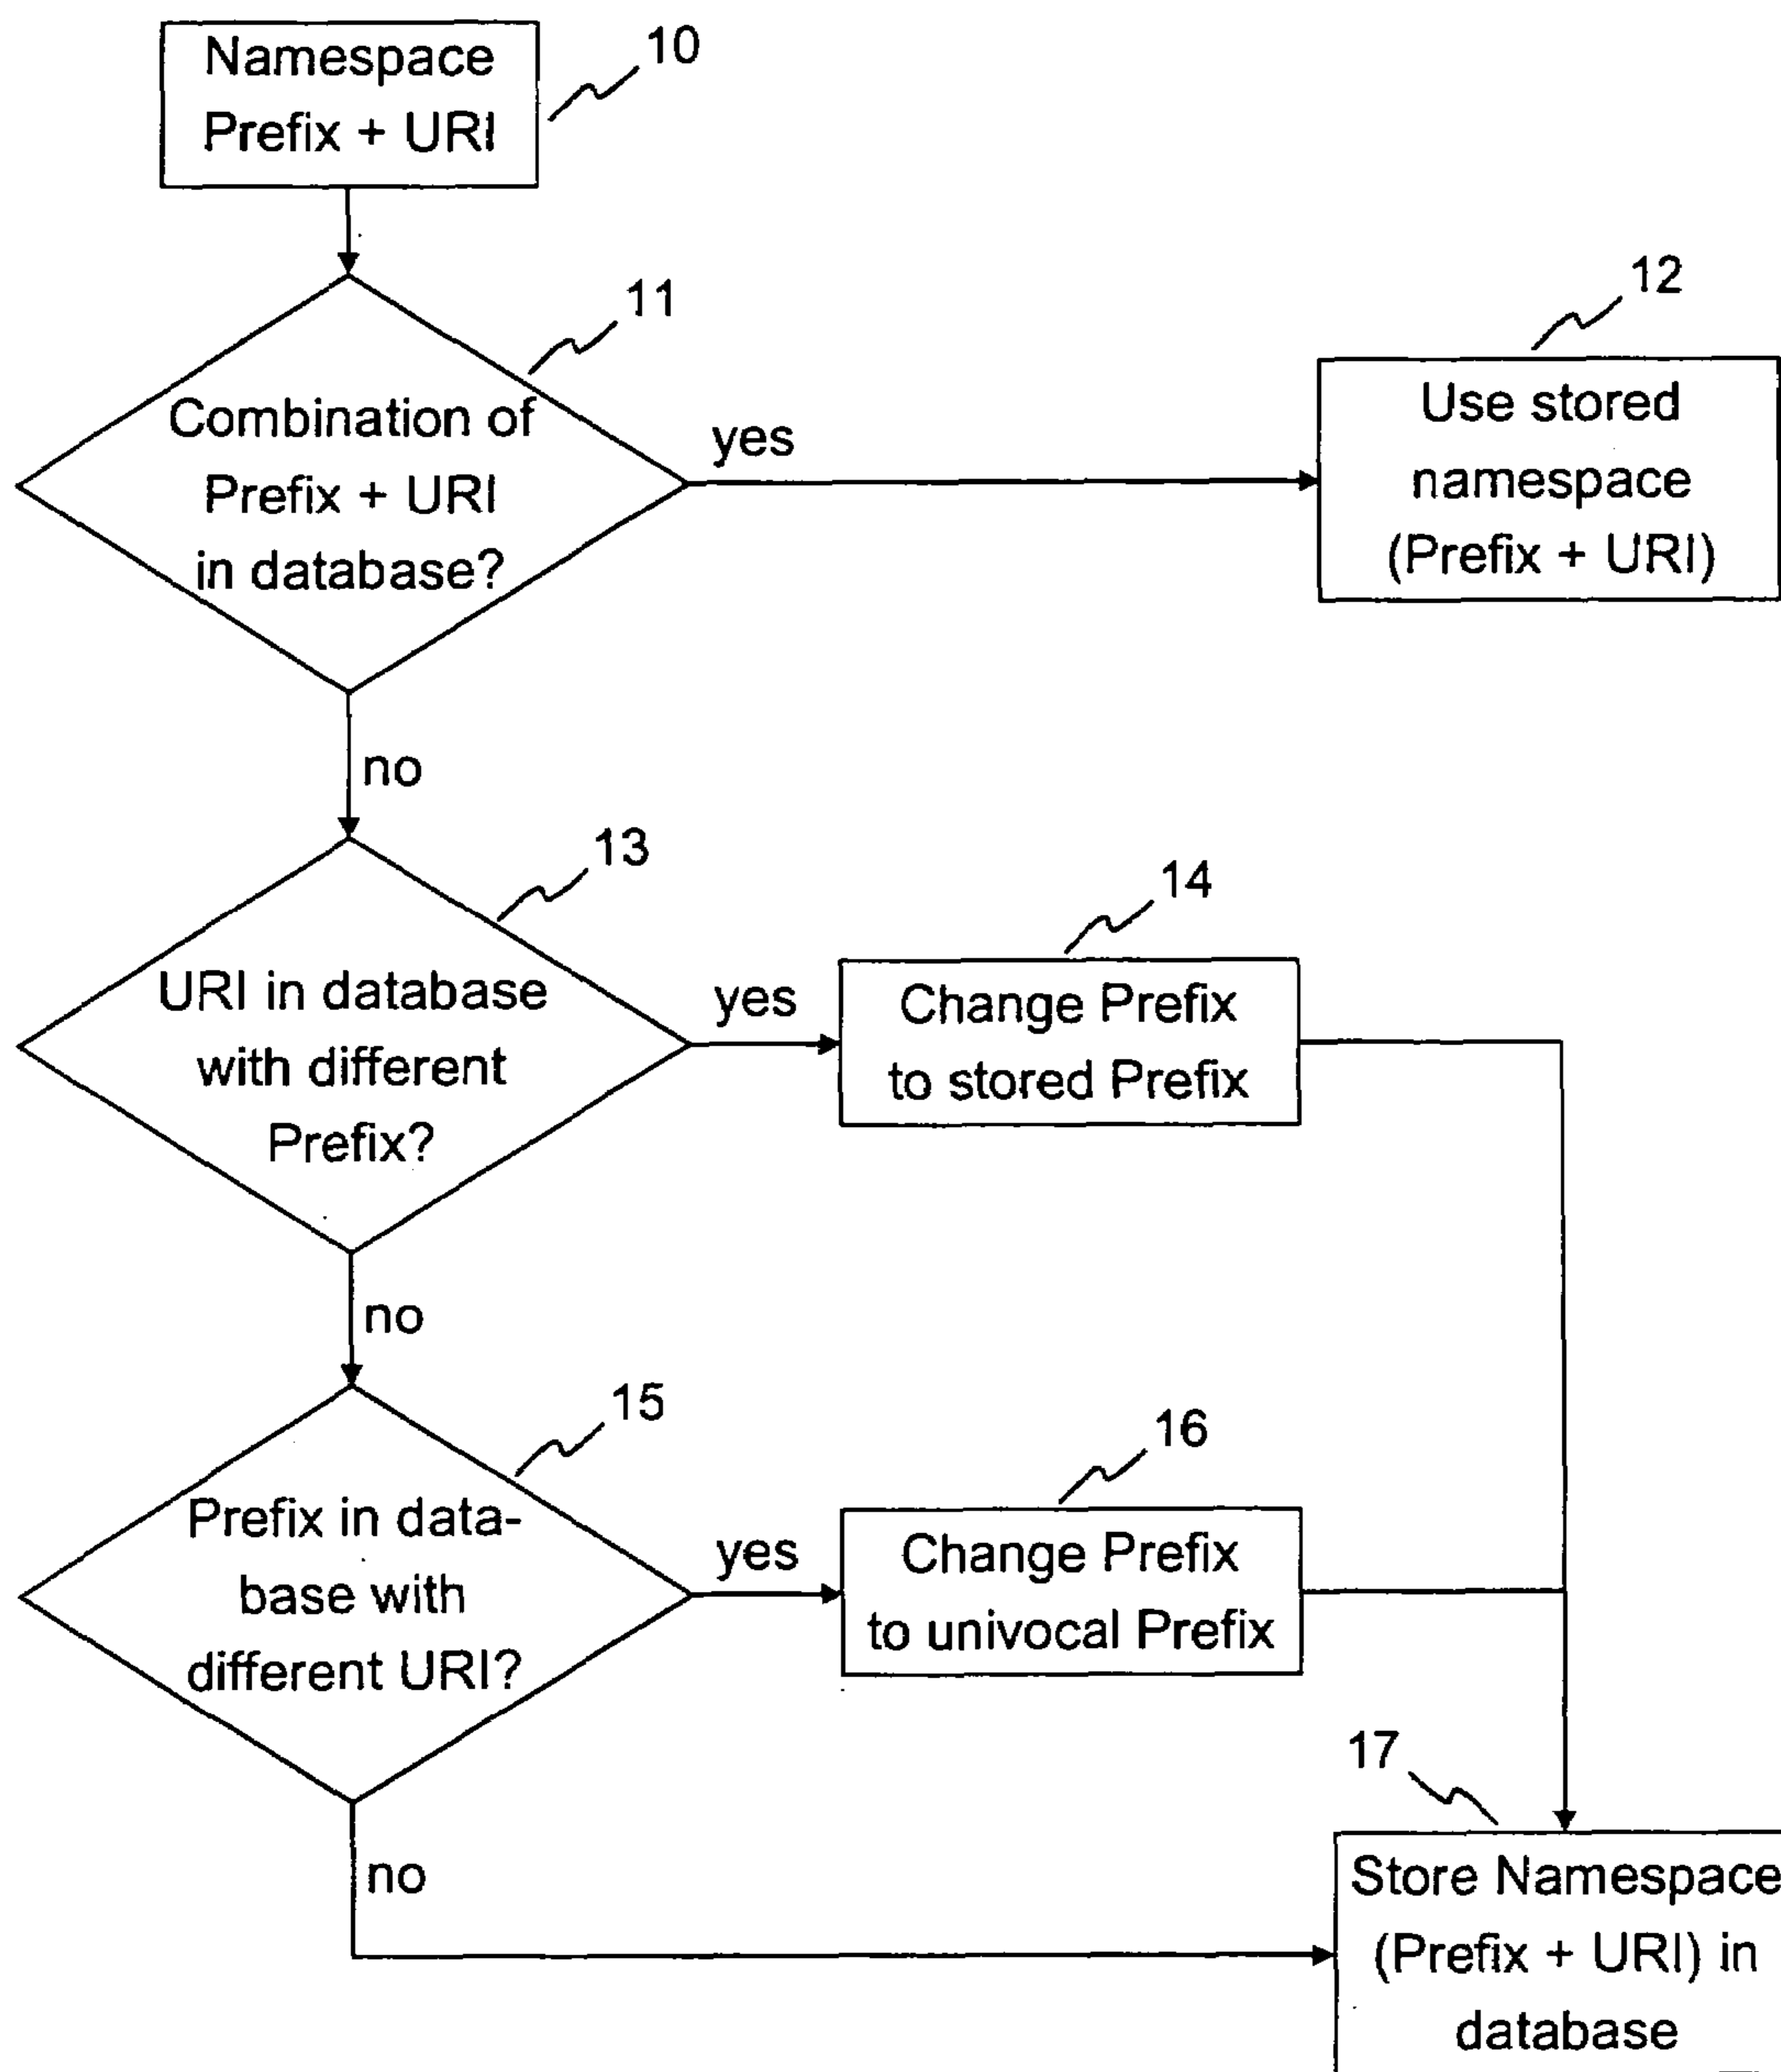 Namespace
Prefix + URI
10
11
Combination of
Prefix + URI
in database?
yes
12
Use stored
namespace
(Prefix + URI)
no
13
URI in database
with different
Prefix?
yes
14
Change Prefix
to stored Prefix
no
15
Prefix in data-
base with
different URI?
yes
16
Change Prefix
to univocal Prefix
no
17
Store Namespace
(Prefix + URI) in
database